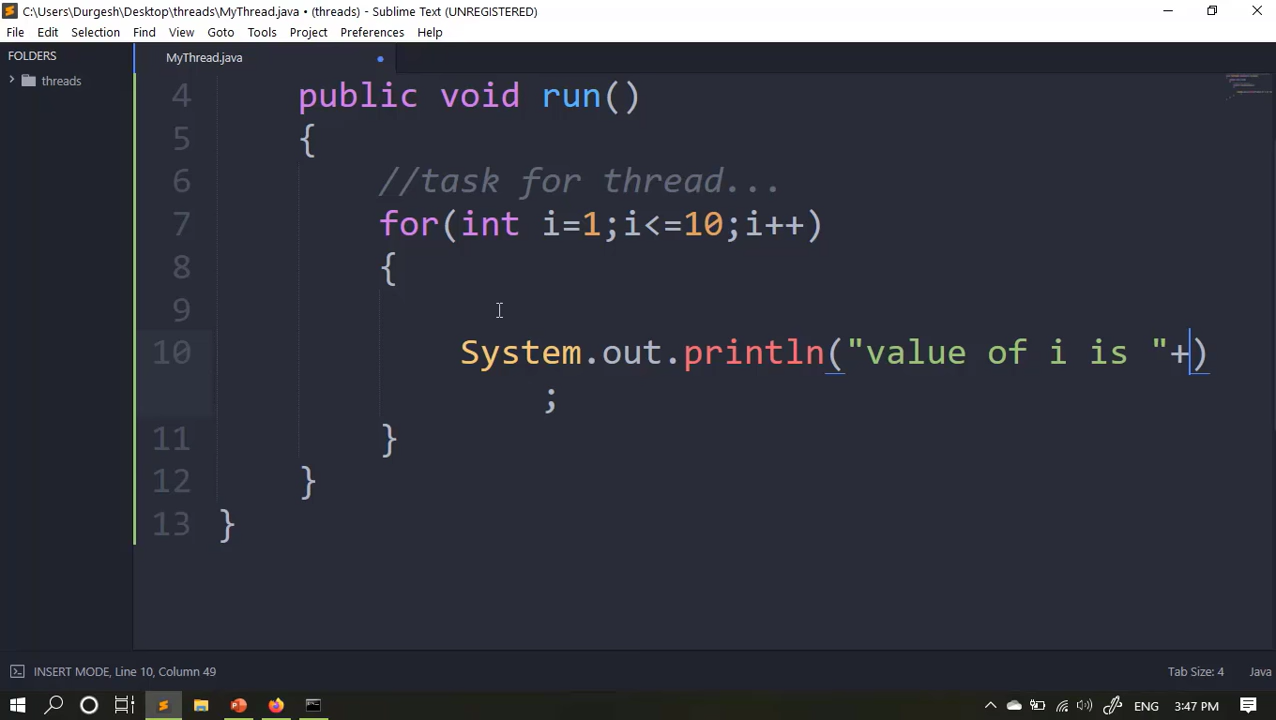 C:\Users\Durgesh\Desktop\threads\MyThread.java • (threads) - Sublime Text (UNREGISTERED)
File Edit Selection Find View Goto Tools Project Preferences Help
FOLDERS
threads
MyThread.java
4 public void run()
5 {
6 //task for thread...
7 for(int i=1;i<=10;i++)
8 {
9
10 System.out.println("value of i is "+)
;
11 }
12 }
13 }
INSERT MODE, Line 10, Column 49
Tab Size: 4
Java
ENG
3:47 PM